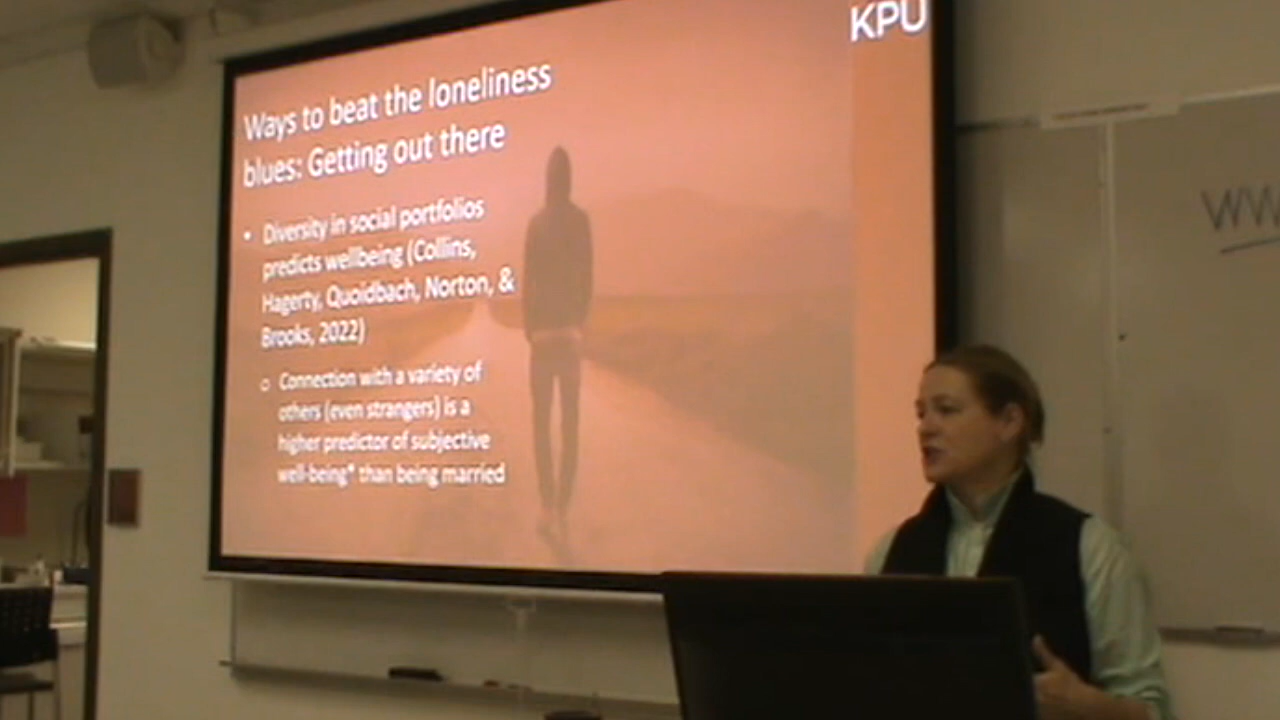 KPU
Ways to beat the loneliness
blues: Getting out there
• Diversity in social portfolios
predicts wellbeing (Collins,
Hagerty, Quoidbach, Norton, &
Brooks, 2022)
o Connection with a variety of
others (even strangers) is a
higher predictor of subjective
well-being* than being married
WW